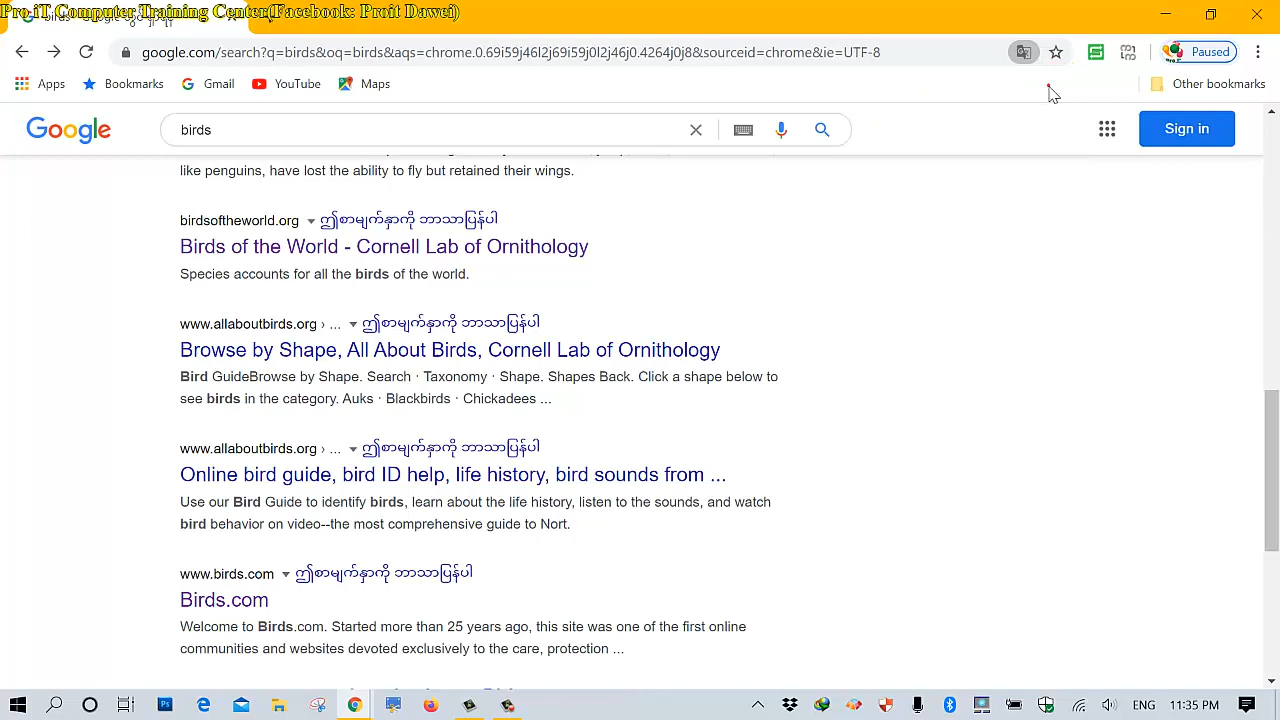 Pro iT Computer Training Center(Facebook: Proit Dawei)
google.com/search?q=birds&oq=birds&aqs=chrome.0.69i59j46l2j69i59j0l2j46j0.4264j0j8&sourceid=chrome&ie=UTF-8
Paused
Apps Bookmarks Gmail YouTube Maps Other bookmarks
Google birds Sign in
like penguins, have lost the ability to fly but retained their wings.
birdsoftheworld.org ဤစာမျက်နှာကို ဘာသာပြန်ပါ
Birds of the World - Cornell Lab of Ornithology
Species accounts for all the birds of the world.
www.allaboutbirds.org › ... ဤစာမျက်နှာကို ဘာသာပြန်ပါ
Browse by Shape, All About Birds, Cornell Lab of Ornithology
Bird GuideBrowse by Shape. Search · Taxonomy · Shape. Shapes Back. Click a shape below to
see birds in the category. Auks · Blackbirds · Chickadees ...
www.allaboutbirds.org › ... ဤစာမျက်နှာကို ဘာသာပြန်ပါ
Online bird guide, bird ID help, life history, bird sounds from ...
Use our Bird Guide to identify birds, learn about the life history, listen to the sounds, and watch
bird behavior on video--the most comprehensive guide to Nort.
www.birds.com ဤစာမျက်နှာကို ဘာသာပြန်ပါ
Birds.com
Welcome to Birds.com. Started more than 25 years ago, this site was one of the first online
communities and websites devoted exclusively to the care, protection ...
ENG 11:35 PM